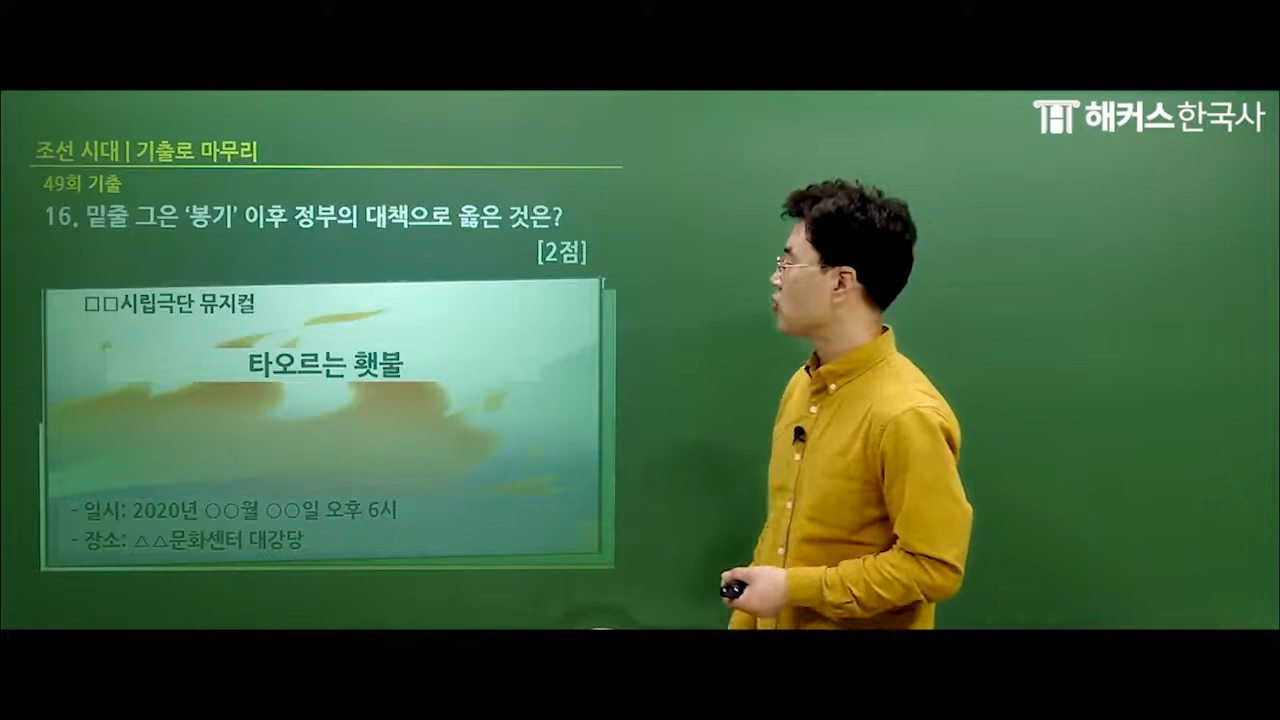 해커스한국사
조선 시대 | 기출로 마무리
49회 기출
16. 밑줄 그은 ‘봉기’ 이후 정부의 대책으로 옳은 것은?
[2점]
□□시립극단 뮤지컬
타오르는 횃불
- 일시: 2020년 ○○월 ○○일 오후 6시
- 장소: △△문화센터 대강당